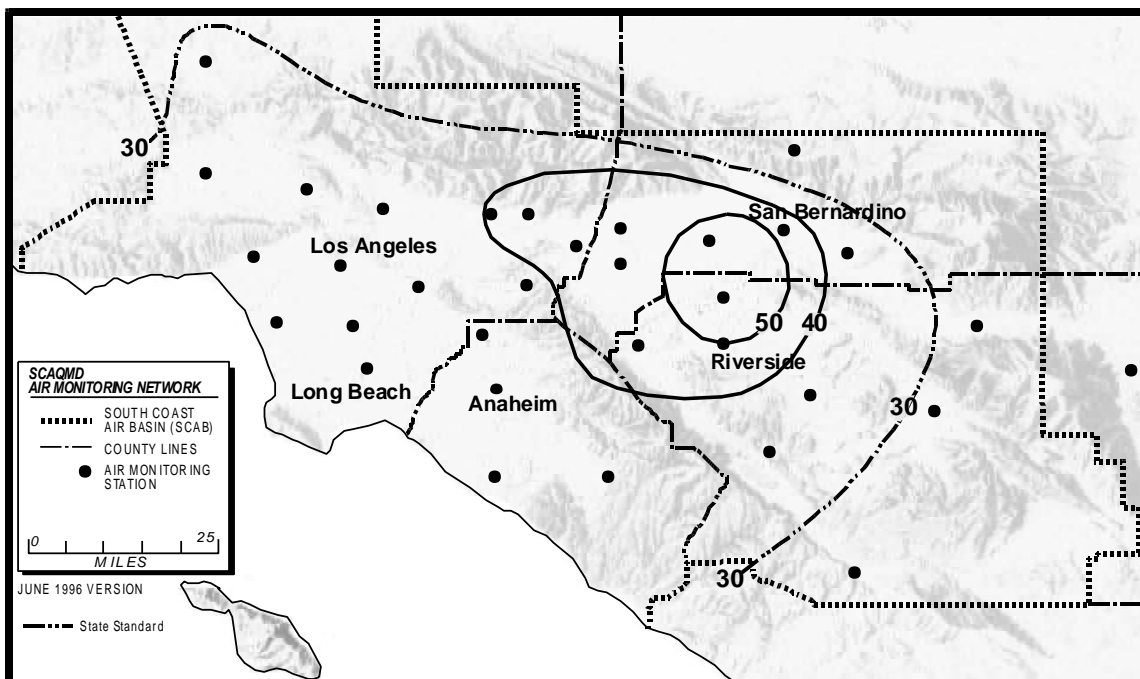 30
San Bernardino
Los Angeles
50
40
Riverside
SCAQMD
AIR MONITORING NETWORK
SOUTH COAST
AIR BASIN (SCAB)
COUNTY LINES
AIR MONITORING
STATION
0
25
MILES
Long Beach
Anaheim
30
30
JUNE 1996 VERSION
State Standard